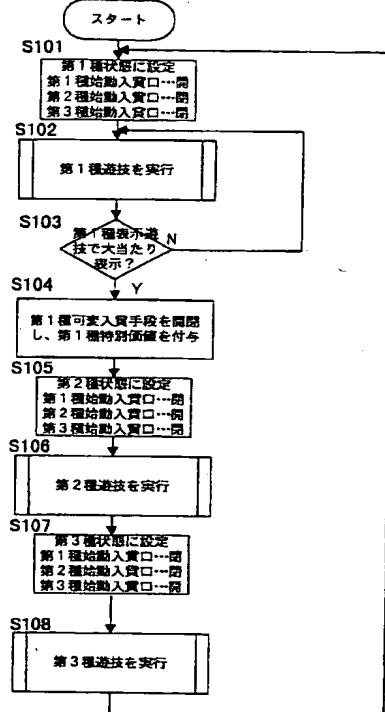 スタート
S101
第1種状態に設定
第1種始動入賞口…開
第2種始動入賞口…閉
第3種始動入賞口…閉
S102
第1種遊技を実行
S103
第1種表示遊
技で大当たり
表示?
N
Y
S104
第1種可変入賞手段を開閉
し、第1種特別価値を付与
S105
第2種状態に設定
第1種始動入賞口…閉
第2種始動入賞口…開
第3種始動入賞口…閉
S106
第2種遊技を実行
S107
第3種状態に設定
第1種始動入賞口…閉
第2種始動入賞口…閉
第3種始動入賞口…開
S108
第3種遊技を実行